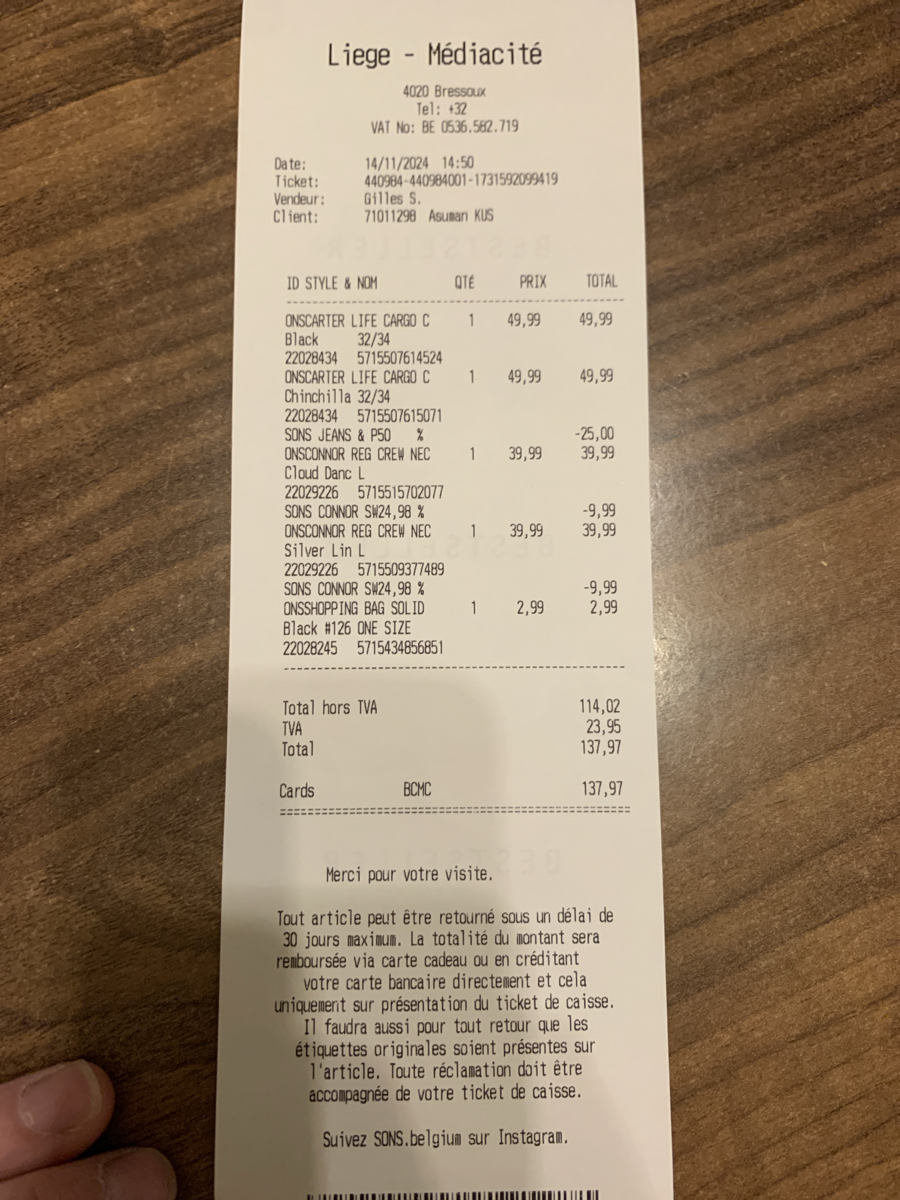 Liege - Médiacité
4020 Bressoux
Tel: +32
VAT No: BE 0536.582.719
Date: 14/11/2024 14:50
Ticket: 440984-440984001-1731592099419
Vendeur: Gilles S.
Client: 71011298 Asuman KUS
BESTSELLER
ID STYLE & NOM QTÉ PRIX TOTAL
ONSCARTER LIFE CARGO C 1 49,99 49,99
Black 32/34
22028434 5715507614524
ONSCARTER LIFE CARGO C 1 49,99 49,99
Chinchilla 32/34
22028434 5715507615071
SONS JEANS & P50 % -25,00
ONSCONNOR REG CREW NEC 1 39,99 39,99
Cloud Danc L
22029226 5715515702077
SONS CONNOR SW24,98 % -9,99
ONSCONNOR REG CREW NEC 1 39,99 39,99
BESTSELLER
Silver Lin L
22029226 5715509377489
SONS CONNOR SW24,98 % -9,99
ONSSHOPPING BAG SOLID 1 2,99 2,99
Black #126 ONE SIZE
22028245 5715434856851
Total hors TVA 114,02
TVA 23,95
Total 137,97
Cards BCMC 137,97
BESTSELLER
Merci pour votre visite.
Tout article peut être retourné sous un délai de
30 jours maximum. La totalité du montant sera
remboursée via carte cadeau ou en créditant
votre carte bancaire directement et cela
uniquement sur présentation du ticket de caisse.
Il faudra aussi pour tout retour que les
étiquettes originales soient présentes sur
l'article. Toute réclamation doit être
accompagnée de votre ticket de caisse.
Suivez SONS.belgium sur Instagram.